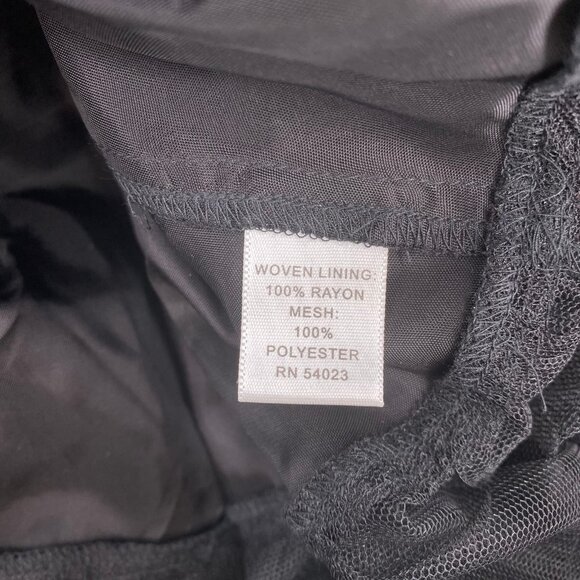 WOVEN LINING:
100% RAYON
MESH:
100%
POLYESTER
RN 54023